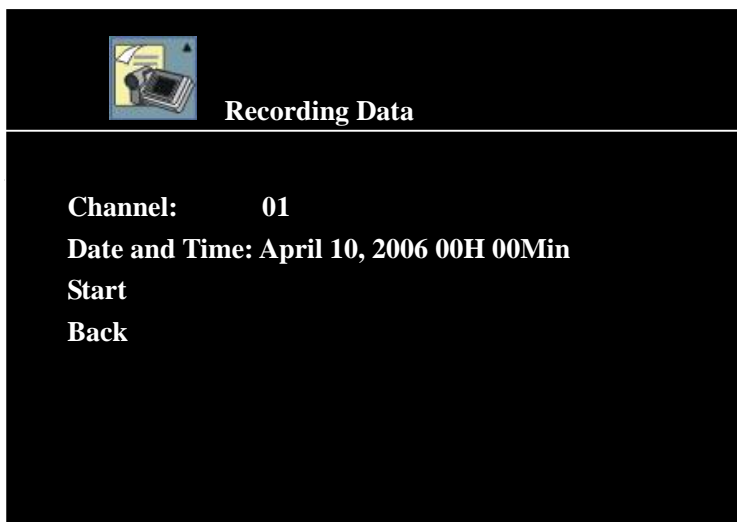 Recording Data
Channel: 01
Date and Time: April 10, 2006 00H 00Min
Start
Back